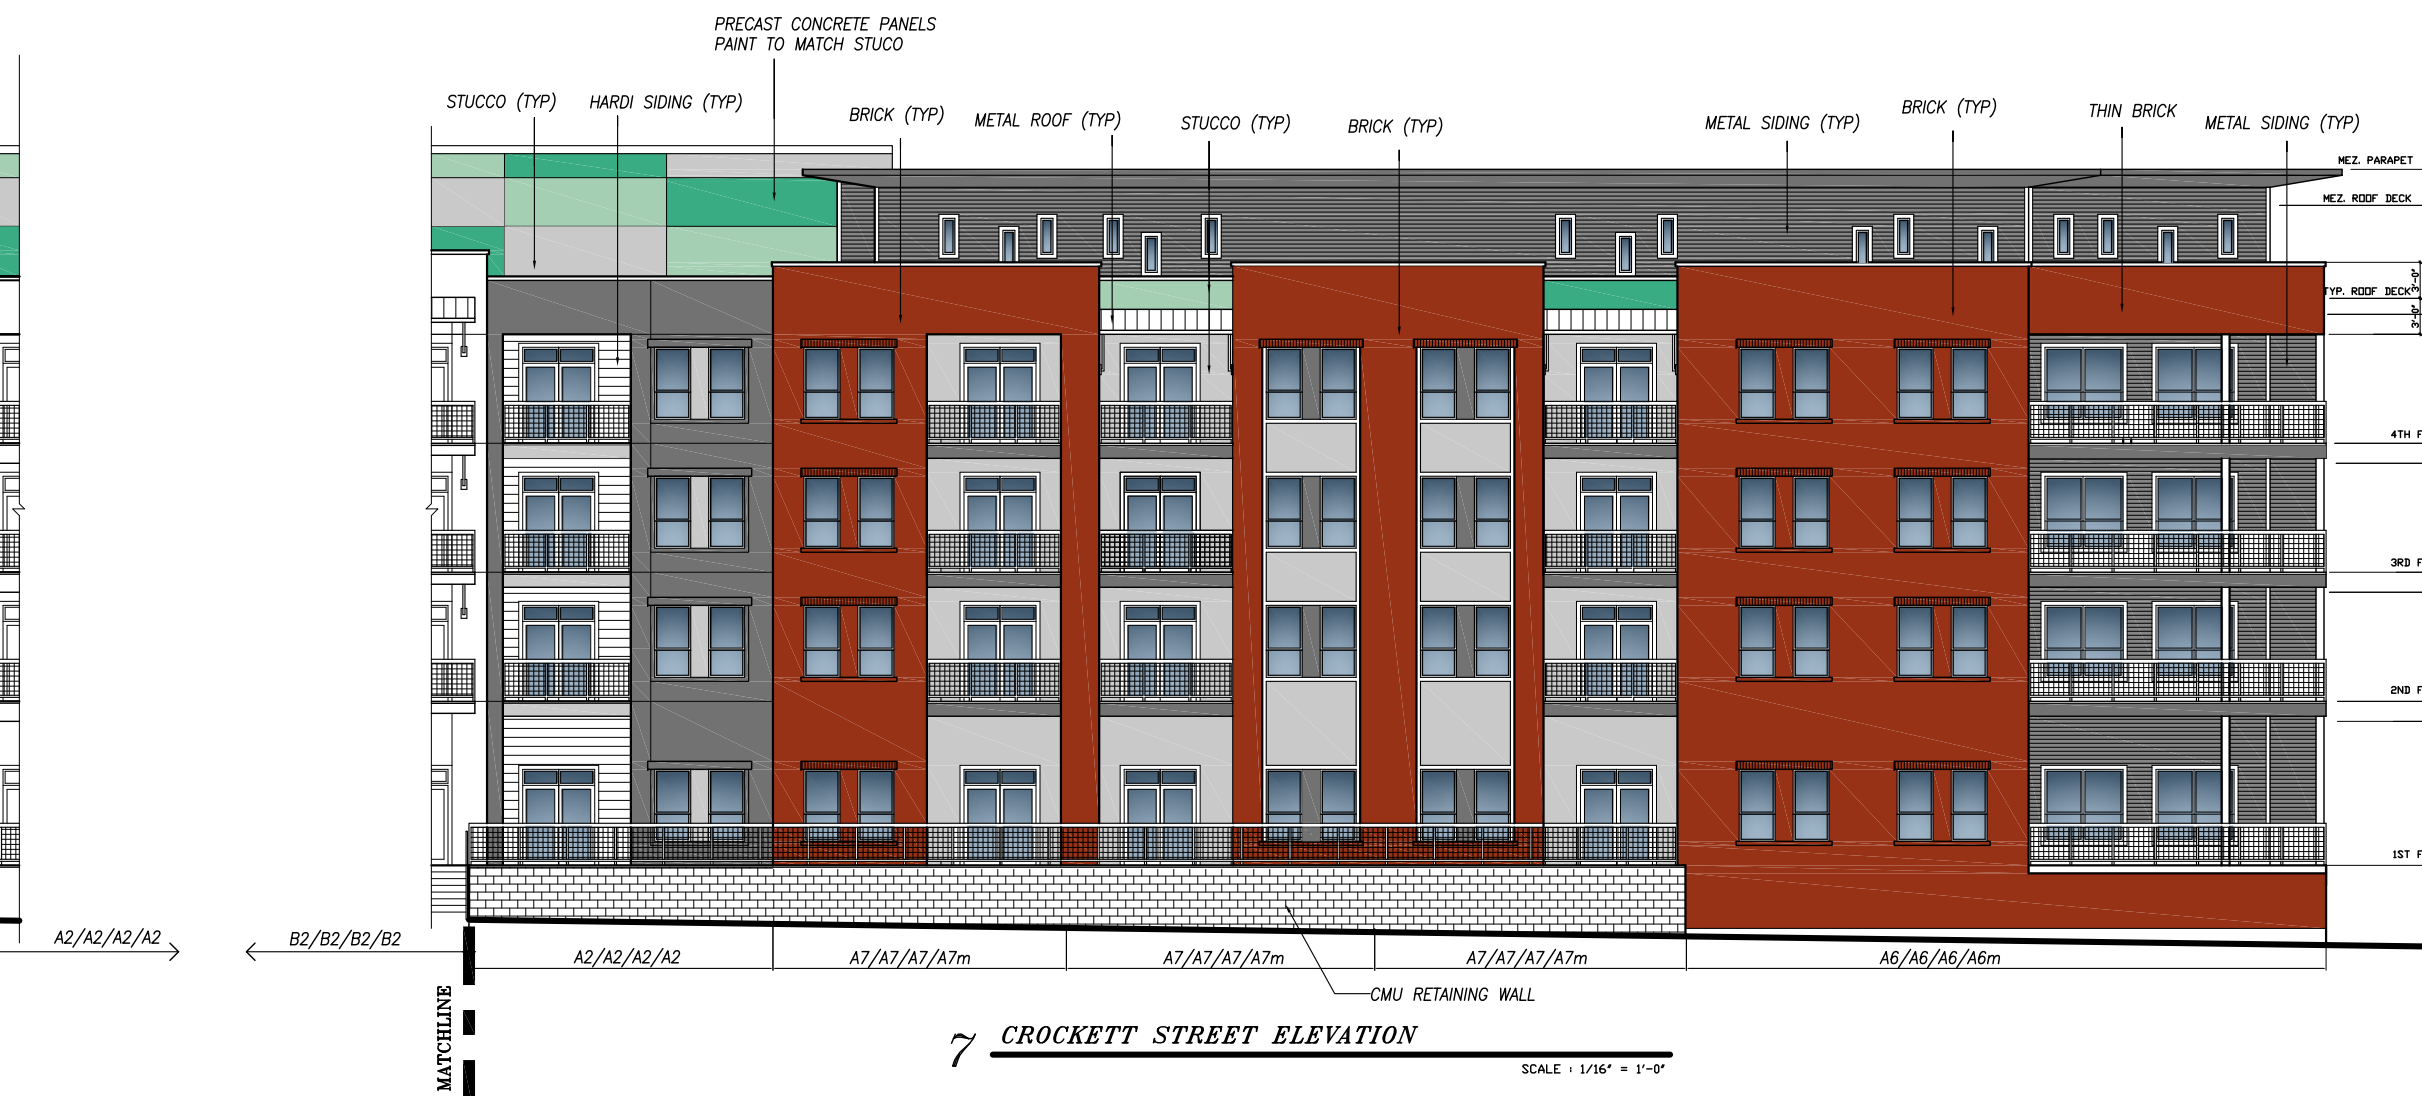 PRECAST CONCRETE PANELS
PAINT TO MATCH STUCO
STUCCO (TYP)
HARDI SIDING (TYP)
BRICK (TYP)
METAL ROOF (TYP)
STUCCO (TYP)
BRICK (TYP)
METAL SIDING (TYP)
BRICK (TYP)
THIN BRICK
METAL SIDING (TYP)
MEZ. PARAPET
MEZ. ROOF DECK
3'-0"
TYP. ROOF DECK
3'-0"
4TH F
3RD F
2ND F
1ST F
A2/A2/A2/A2
B2/B2/B2/B2
A2/A2/A2/A2
A7/A7/A7/A7m
A7/A7/A7/A7m
A7/A7/A7/A7m
A6/A6/A6/A6m
CMU RETAINING WALL
MATCHLINE
7 CROCKETT STREET ELEVATION
SCALE : 1/16" = 1'-0"